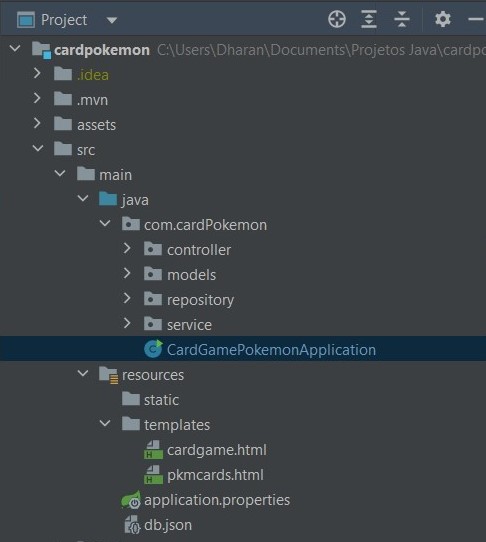 Project
cardpokemon C:\Users\Dharan\Documents\Projetos Java\cardpo
.idea
.mvn
assets
src
main
java
com.cardPokemon
controller
models
repository
service
CardGamePokemonApplication
resources
static
templates
cardgame.html
pkmcards.html
application.properties
db.json